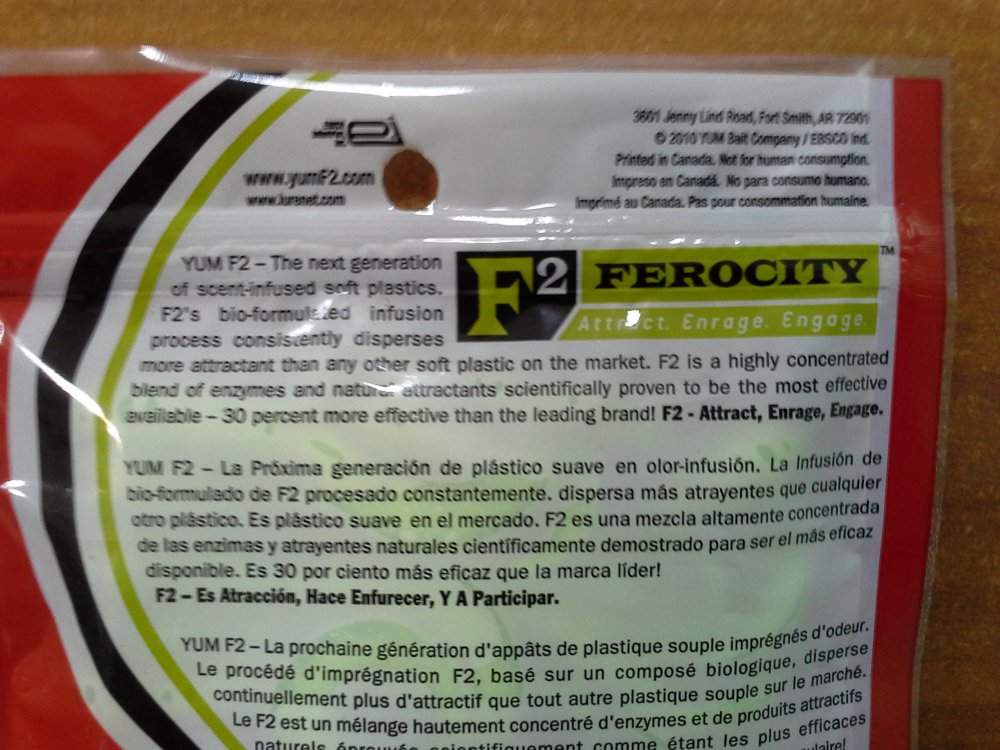 3601 Jenny Lind Road, Fort Smith, AR 72901
© 2010 YUM Bait Company / EBSCO Ind.
Printed in Canada. Not for human consumption.
Impreso en Canadá. No para consumo humano.
Imprimé au Canada. Pas pour consommation humaine.
www.yumF2.com
www.lurenet.com
F2 FEROCITY™
Attract. Enrage. Engage.
YUM F2 – The next generation
of scent-infused soft plastics.
F2's bio-formulated infusion
process consistently disperses
more attractant than any other soft plastic on the market. F2 is a highly concentrated
blend of enzymes and natural attractants scientifically proven to be the most effective
available – 30 percent more effective than the leading brand! F2 - Attract, Enrage, Engage.
YUM F2 – La Próxima generación de plástico suave en olor-infusión. La Infusión de
bio-formulado de F2 procesado constantemente. dispersa más atrayentes que cualquier
otro plástico. Es plástico suave en el mercado. F2 es una mezcla altamente concentrada
de las enzimas y atrayentes naturales científicamente demostrado para ser el más eficaz
disponible. Es 30 por ciento más eficaz que la marca líder!
F2 – Es Atracción, Hace Enfurecer, Y A Participar.
YUM F2 – La prochaine génération d'appâts de plastique souple imprégnés d'odeur.
Le procédé d'imprégnation F2, basé sur un composé biologique, disperse
continuellement plus d'attractif que tout autre plastique souple sur le marché.
Le F2 est un mélange hautement concentré d'enzymes et de produits attractifs
naturels éprouvés scientifiquement comme étant les plus efficaces